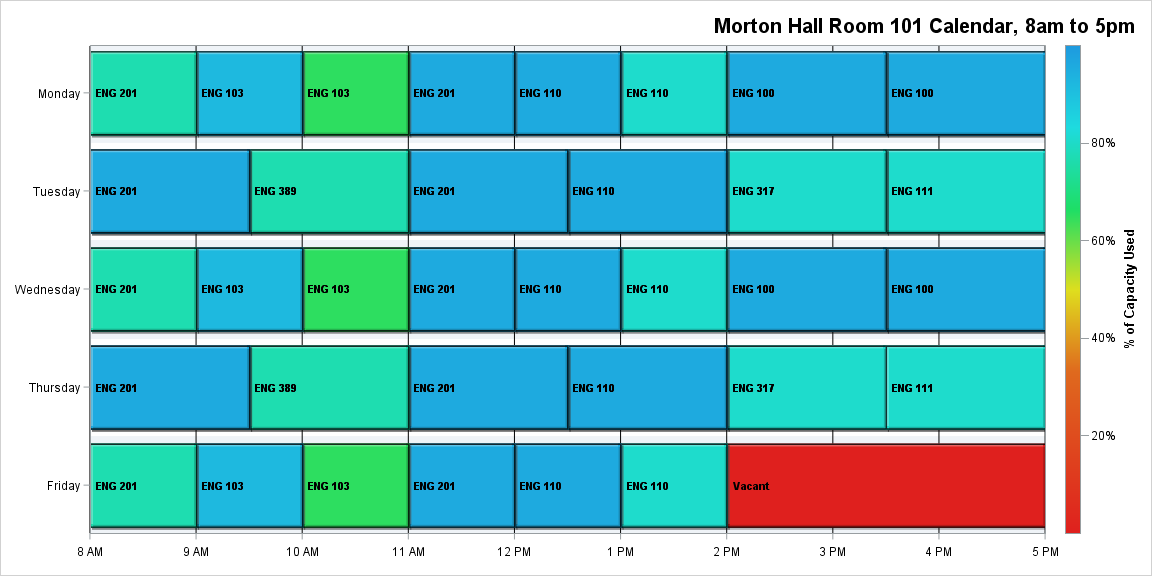 Morton Hall Room 101 Calendar, 8am to 5pm
Monday
ENG 201
ENG 103
ENG 103
ENG 201
ENG 110
ENG 110
ENG 100
ENG 100
Tuesday
ENG 201
ENG 389
ENG 201
ENG 110
ENG 317
ENG 111
Wednesday
ENG 201
ENG 103
ENG 103
ENG 201
ENG 110
ENG 110
ENG 100
ENG 100
Thursday
ENG 201
ENG 389
ENG 201
ENG 110
ENG 317
ENG 111
Friday
ENG 201
ENG 103
ENG 103
ENG 201
ENG 110
ENG 110
Vacant
8 AM
9 AM
10 AM
11 AM
12 PM
1 PM
2 PM
3 PM
4 PM
5 PM
80%
60%
40%
20%
% of Capacity Used